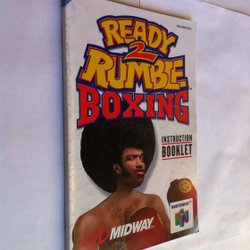 READY
2
RUMBLE
BOXING
INSTRUCTION
BOOKLET
MIDWAY
NINTENDO 64